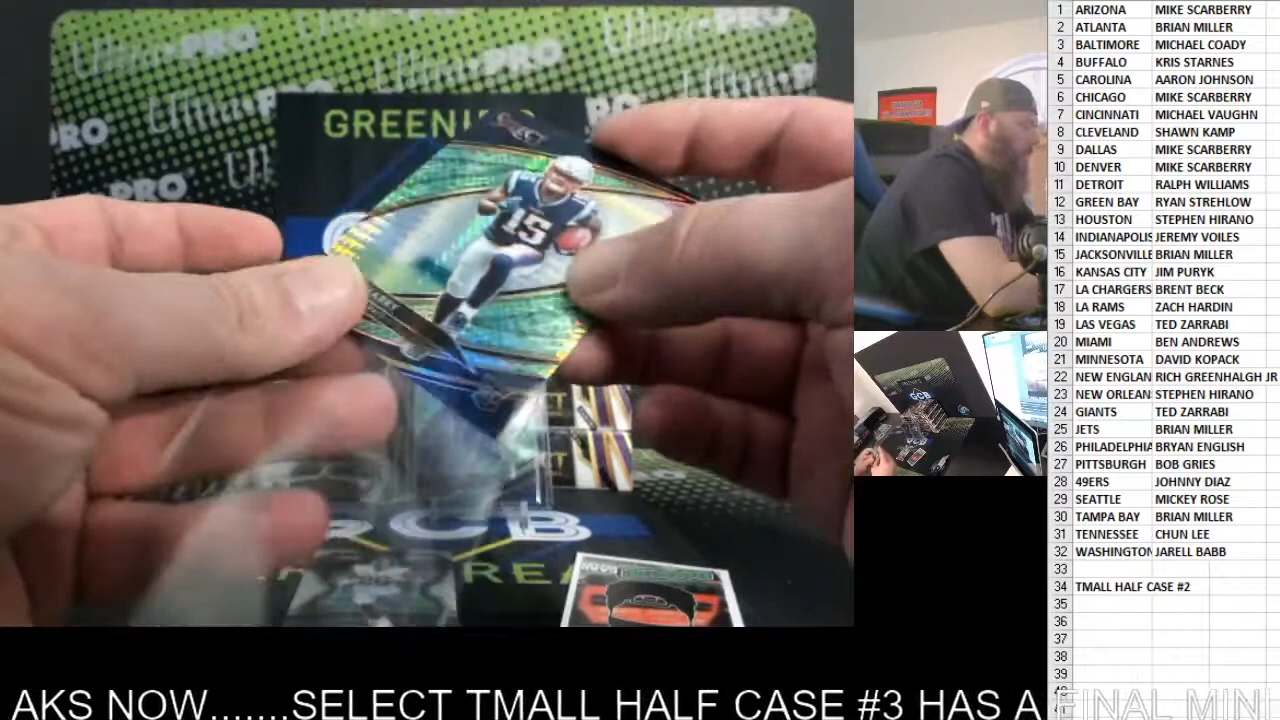 Ultra•PRO
PRO
GREENI
15
CB
REA
1 ARIZONA MIKE SCARBERRY
2 ATLANTA BRIAN MILLER
3 BALTIMORE MICHAEL COADY
4 BUFFALO KRIS STARNES
5 CAROLINA AARON JOHNSON
6 CHICAGO MIKE SCARBERRY
7 CINCINNATI MICHAEL VAUGHN
8 CLEVELAND SHAWN KAMP
9 DALLAS MIKE SCARBERRY
10 DENVER MIKE SCARBERRY
11 DETROIT RALPH WILLIAMS
12 GREEN BAY RYAN STREHLOW
13 HOUSTON STEPHEN HIRANO
14 INDIANAPOLIS JEREMY VOILES
15 JACKSONVILLE BRIAN MILLER
16 KANSAS CITY JIM PURYK
17 LA CHARGERS BRENT BECK
18 LA RAMS ZACH HARDIN
19 LAS VEGAS TED ZARRABI
20 MIAMI BEN ANDREWS
21 MINNESOTA DAVID KOPACK
22 NEW ENGLAN RICH GREENHALGH JR
23 NEW ORLEAN STEPHEN HIRANO
24 GIANTS TED ZARRABI
25 JETS BRIAN MILLER
26 PHILADELPHIA BRYAN ENGLISH
27 PITTSBURGH BOB GRIES
28 49ERS JOHNNY DIAZ
29 SEATTLE MICKEY ROSE
30 TAMPA BAY BRIAN MILLER
31 TENNESSEE CHUN LEE
32 WASHINGTON JARELL BABB
33
34 TMALL HALF CASE #2
35
36
37
38
39
AKS NOW.......SELECT TMALL HALF CASE #3 HAS A FINAL MINI